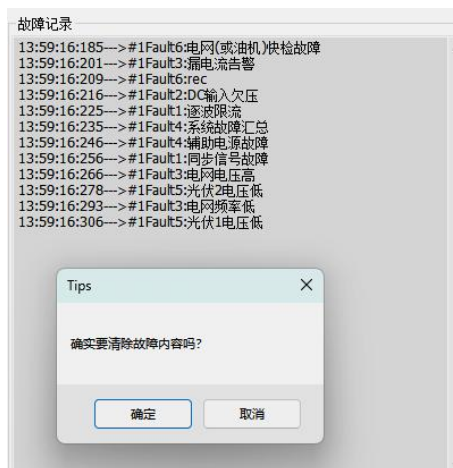 故障记录
13:59:16:185--->#1Fault6:电网(或油机)快检故障
13:59:16:201--->#1Fault3:漏电流告警
13:59:16:209--->#1Fault6:rec
13:59:16:216--->#1Fault2:DC输入欠压
13:59:16:225--->#1Fault1:逐波限流
13:59:16:235--->#1Fault4:系统故障汇总
13:59:16:246--->#1Fault4:辅助电源故障
13:59:16:256--->#1Fault1:同步信号故障
13:59:16:266--->#1Fault3:电网电压高
13:59:16:278--->#1Fault5:光伏2电压低
13:59:16:293--->#1Fault3:电网频率低
13:59:16:306--->#1Fault5:光伏1电压低
Tips
确实要清除故障内容吗?
确定
取消